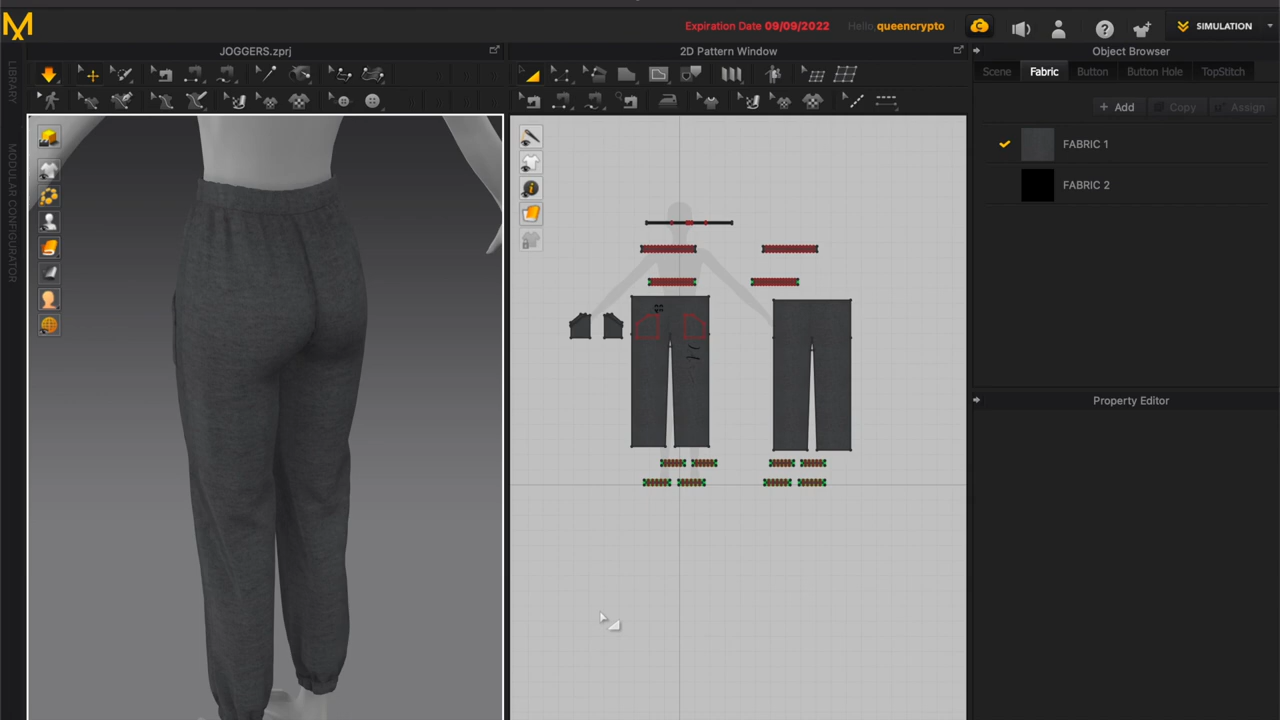 Expiration Date 09/09/2022 Hello, queencrypto SIMULATION
JOGGERS.zprj
2D Pattern Window
Object Browser
LIBRARY
MODULAR CONFIGURATOR
Scene Fabric Button Button Hole TopStitch
+ Add Copy Assign
FABRIC 1
FABRIC 2
Property Editor